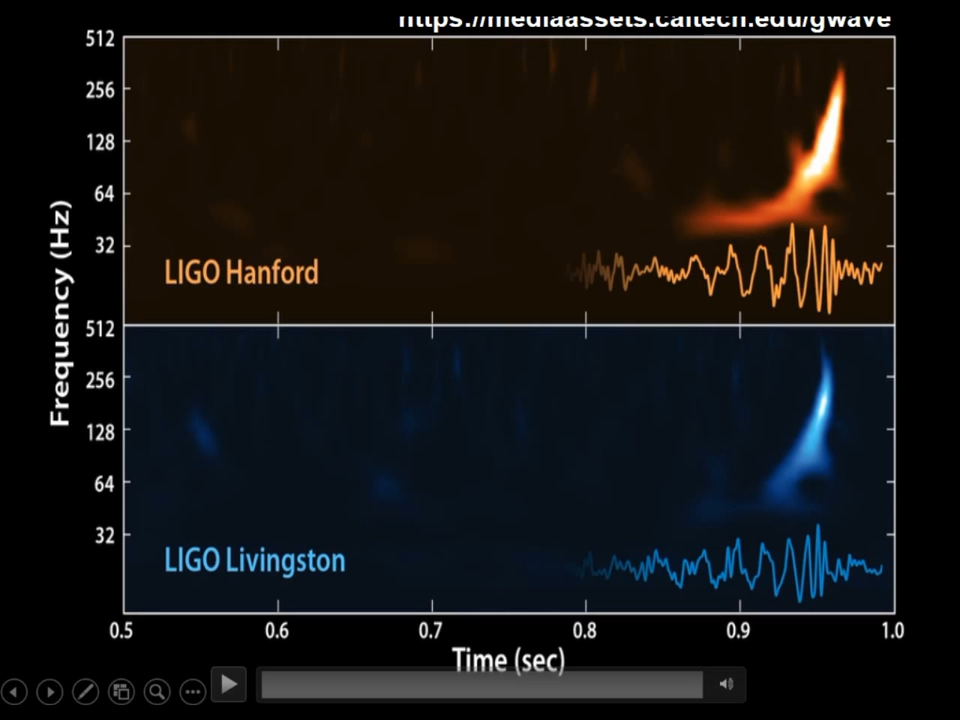 https://mediaassets.caltech.edu/gwave
512
256
128
64
32
LIGO Hanford
512
256
128
64
32
LIGO Livingston
Frequency (Hz)
0.5 0.6 0.7 0.8 0.9 1.0
Time (sec)